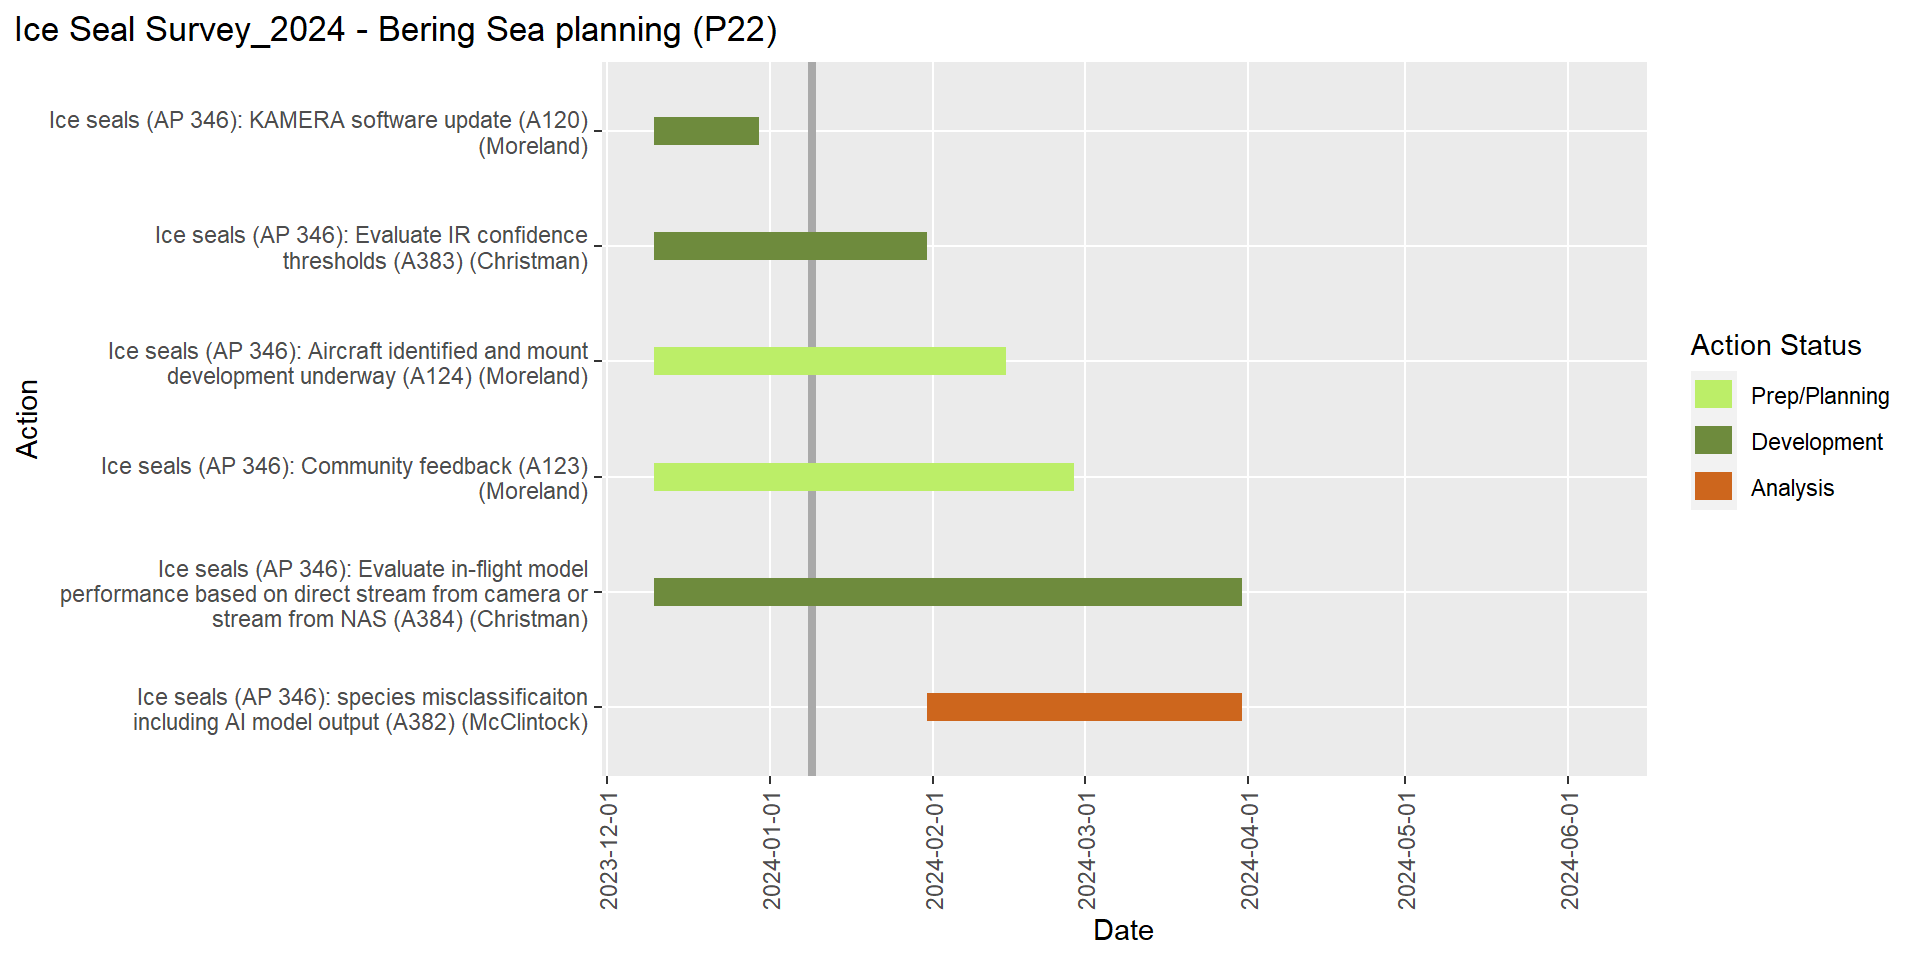 Ice Seal Survey_2024 - Bering Sea planning (P22)
Action
Ice seals (AP 346): KAMERA software update (A120)
(Moreland)
Ice seals (AP 346): Evaluate IR confidence
thresholds (A383) (Christman)
Ice seals (AP 346): Aircraft identified and mount
development underway (A124) (Moreland)
Ice seals (AP 346): Community feedback (A123)
(Moreland)
Ice seals (AP 346): Evaluate in-flight model
performance based on direct stream from camera or
stream from NAS (A384) (Christman)
Ice seals (AP 346): species misclassificaiton
including AI model output (A382) (McClintock)
2023-12-01
2024-01-01
2024-02-01
2024-03-01
2024-04-01
2024-05-01
2024-06-01
Date
Action Status
Prep/Planning
Development
Analysis